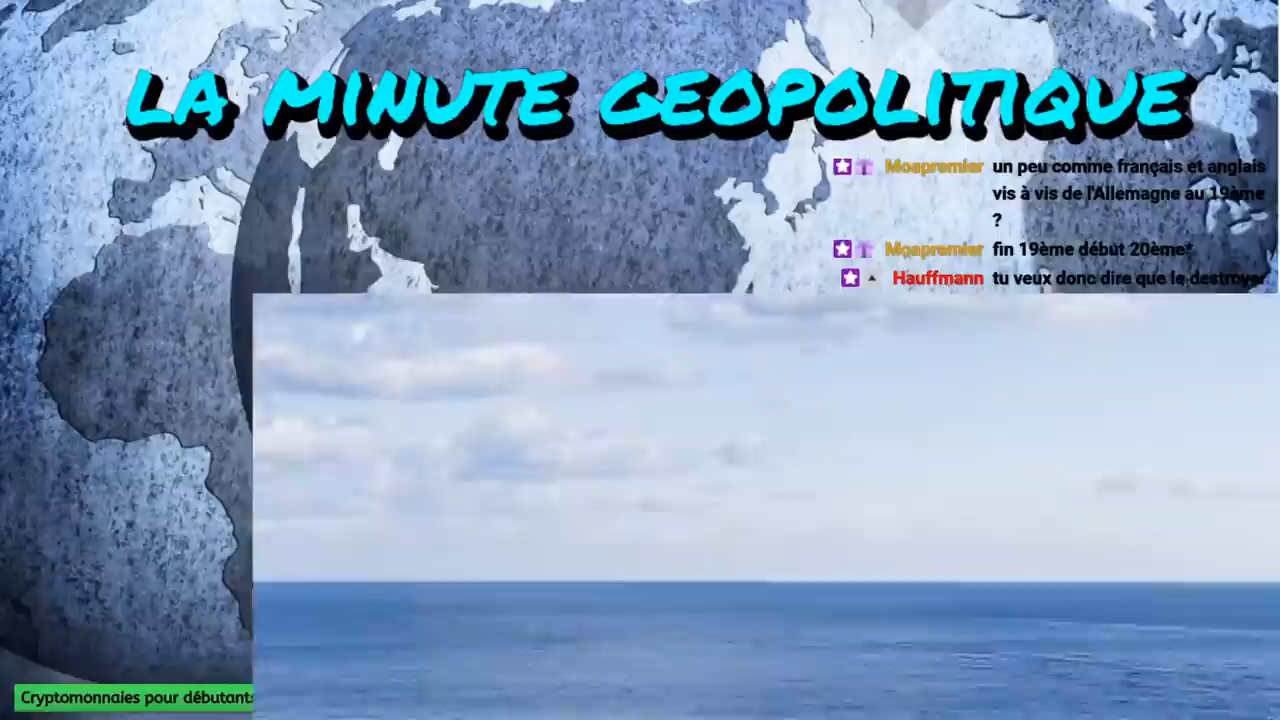 LA MINUTE GEOPOLITIQUE
Moapremier un peu comme français et anglais
vis à vis de l'Allemagne au 19ème
?
Moapremier fin 19ème début 20ème*
Hauffmann tu veux donc dire que le destroyer
Cryptomonnaies pour débutants